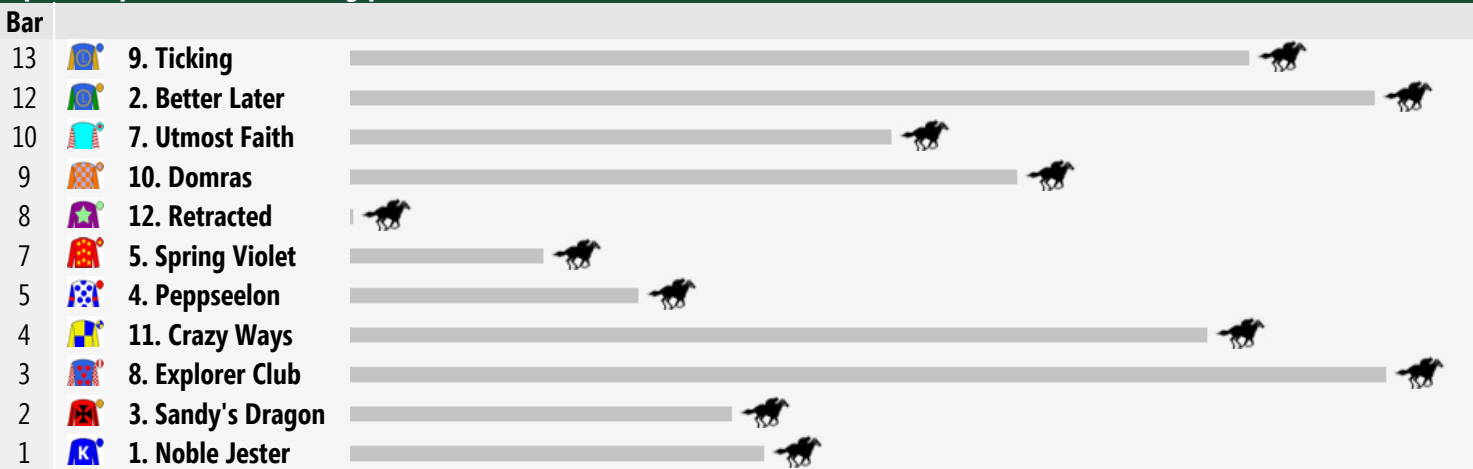 Bar
13 9. Ticking
12 2. Better Later
10 7. Utmost Faith
9 10. Domras
8 12. Retracted
7 5. Spring Violet
5 4. Peppseelon
4 11. Crazy Ways
3 8. Explorer Club
2 3. Sandy's Dragon
1 K 1. Noble Jester